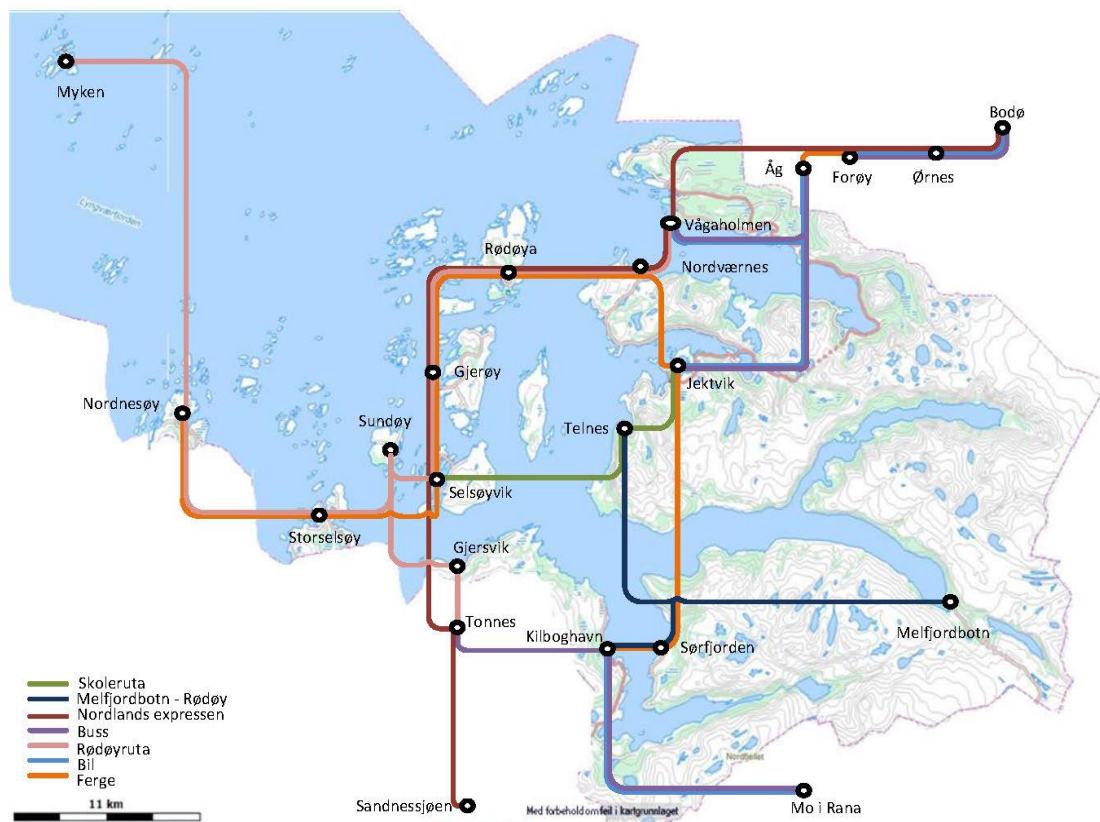 Myken
Bodø
Åg
Forøy
Ørnes
Lyngværfjorden
Vågaholmen
Rødøya
Nordværnes
Gjerøy
Jektvik
Nordnesøy
Sundøy
Telnes
Selsøyvik
Storselsøy
Gjersvik
Tonnes
Kilboghavn
Sørfjorden
Melfjordbotn
Skoleruta
Melfjordbotn - Rødøy
Nordlands expressen
Buss
Rødøyruta
Bil
Ferge
Nordfjellet
11 km
Sandnessjøen
Med forbehold om feil i kartgrunnlaget
Mo i Rana